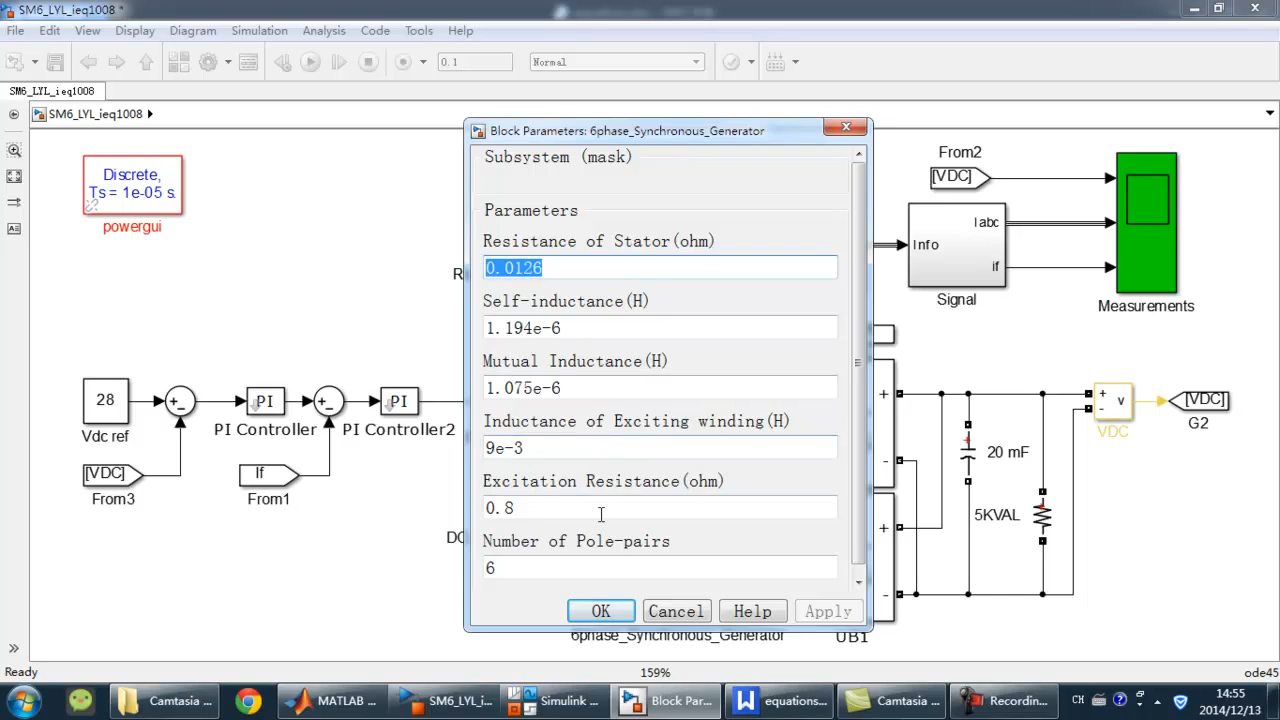 SM6_LYL_ieq1008 *
File Edit View Display Diagram Simulation Analysis Code Tools Help
0.1
Normal
SM6_LYL_ieq1008
SM6_LYL_ieq1008
Discrete,
Ts = 1e-05 s.
powergui
Block Parameters: 6phase_Synchronous_Generator
Subsystem (mask)
Parameters
Resistance of Stator(ohm)
0.0126
Self-inductance(H)
1.194e-6
Mutual Inductance(H)
1.075e-6
Inductance of Exciting winding(H)
9e-3
Excitation Resistance(ohm)
0.8
Number of Pole-pairs
6
OK
Cancel
Help
Apply
From2
[VDC]
Info
Iabc
if
Signal
Measurements
28
Vdc ref
+
_
PI
PI Controller
+
_
PI
PI Controller2
[VDC]
From3
If
From1
R
DC
+
-
+
-
20 mF
5KVAL
+
-
v
VDC
[VDC]
G2
6phase_Synchronous_Generator
UB1
Ready
159%
ode45
Camtasia ...
MATLAB ...
SM6_LYL_i...
Simulink ...
Block Par...
equations...
Camtasia ...
Recording...
CH
14:55
2014/12/13